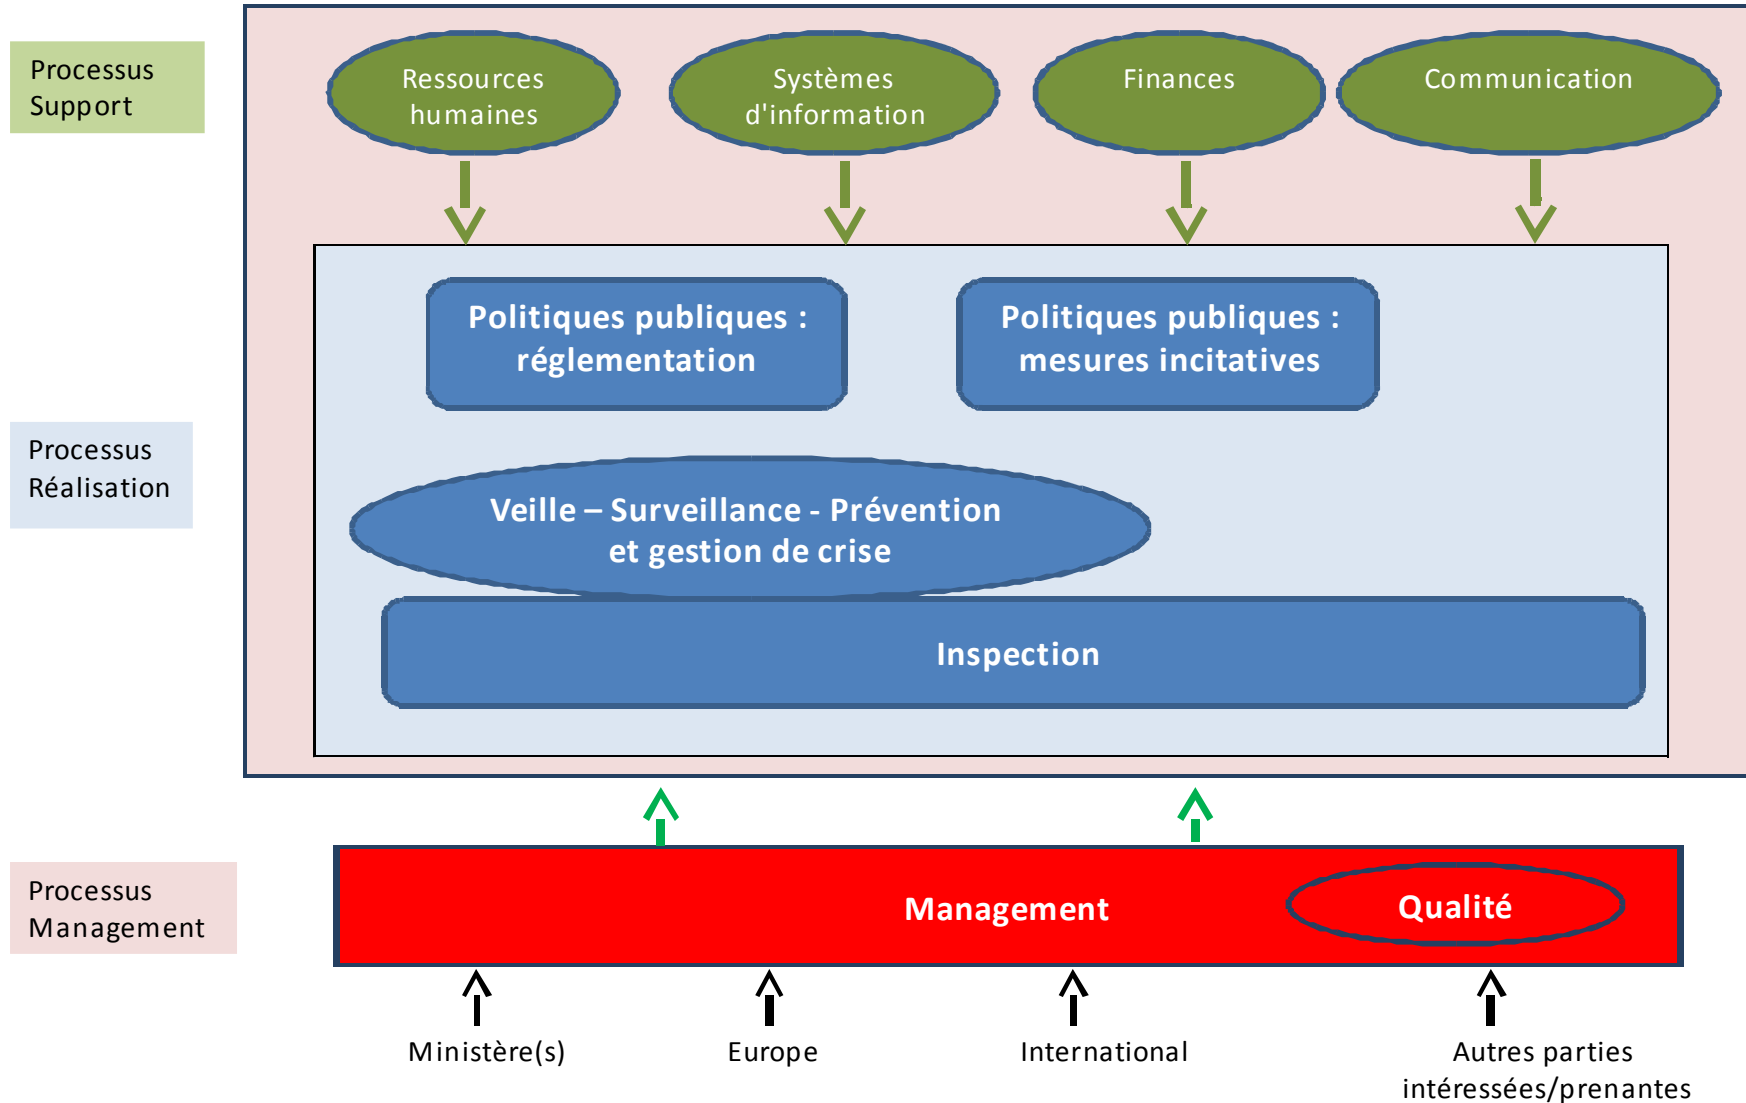 Processus
Support
Ressources
humaines
Systèmes
d'information
Finances
Communication
Politiques publiques :
réglementation
Politiques publiques :
mesures incitatives
Processus
Réalisation
Veille – Surveillance - Prévention
et gestion de crise
Inspection
Processus
Management
Management
Qualité
Ministère(s)
Europe
International
Autres parties
intéressées/prenantes